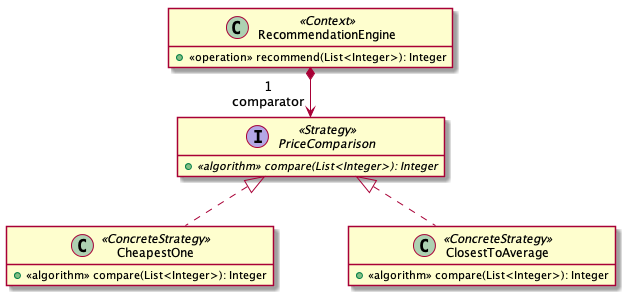 C «Context»
RecommendationEngine
«operation» recommend(List<Integer>): Integer
1
comparator
I «Strategy»
PriceComparison
«algorithm» compare(List<Integer>): Integer
C «ConcreteStrategy»
CheapestOne
«algorithm» compare(List<Integer>): Integer
C «ConcreteStrategy»
ClosestToAverage
«algorithm» compare(List<Integer>): Integer